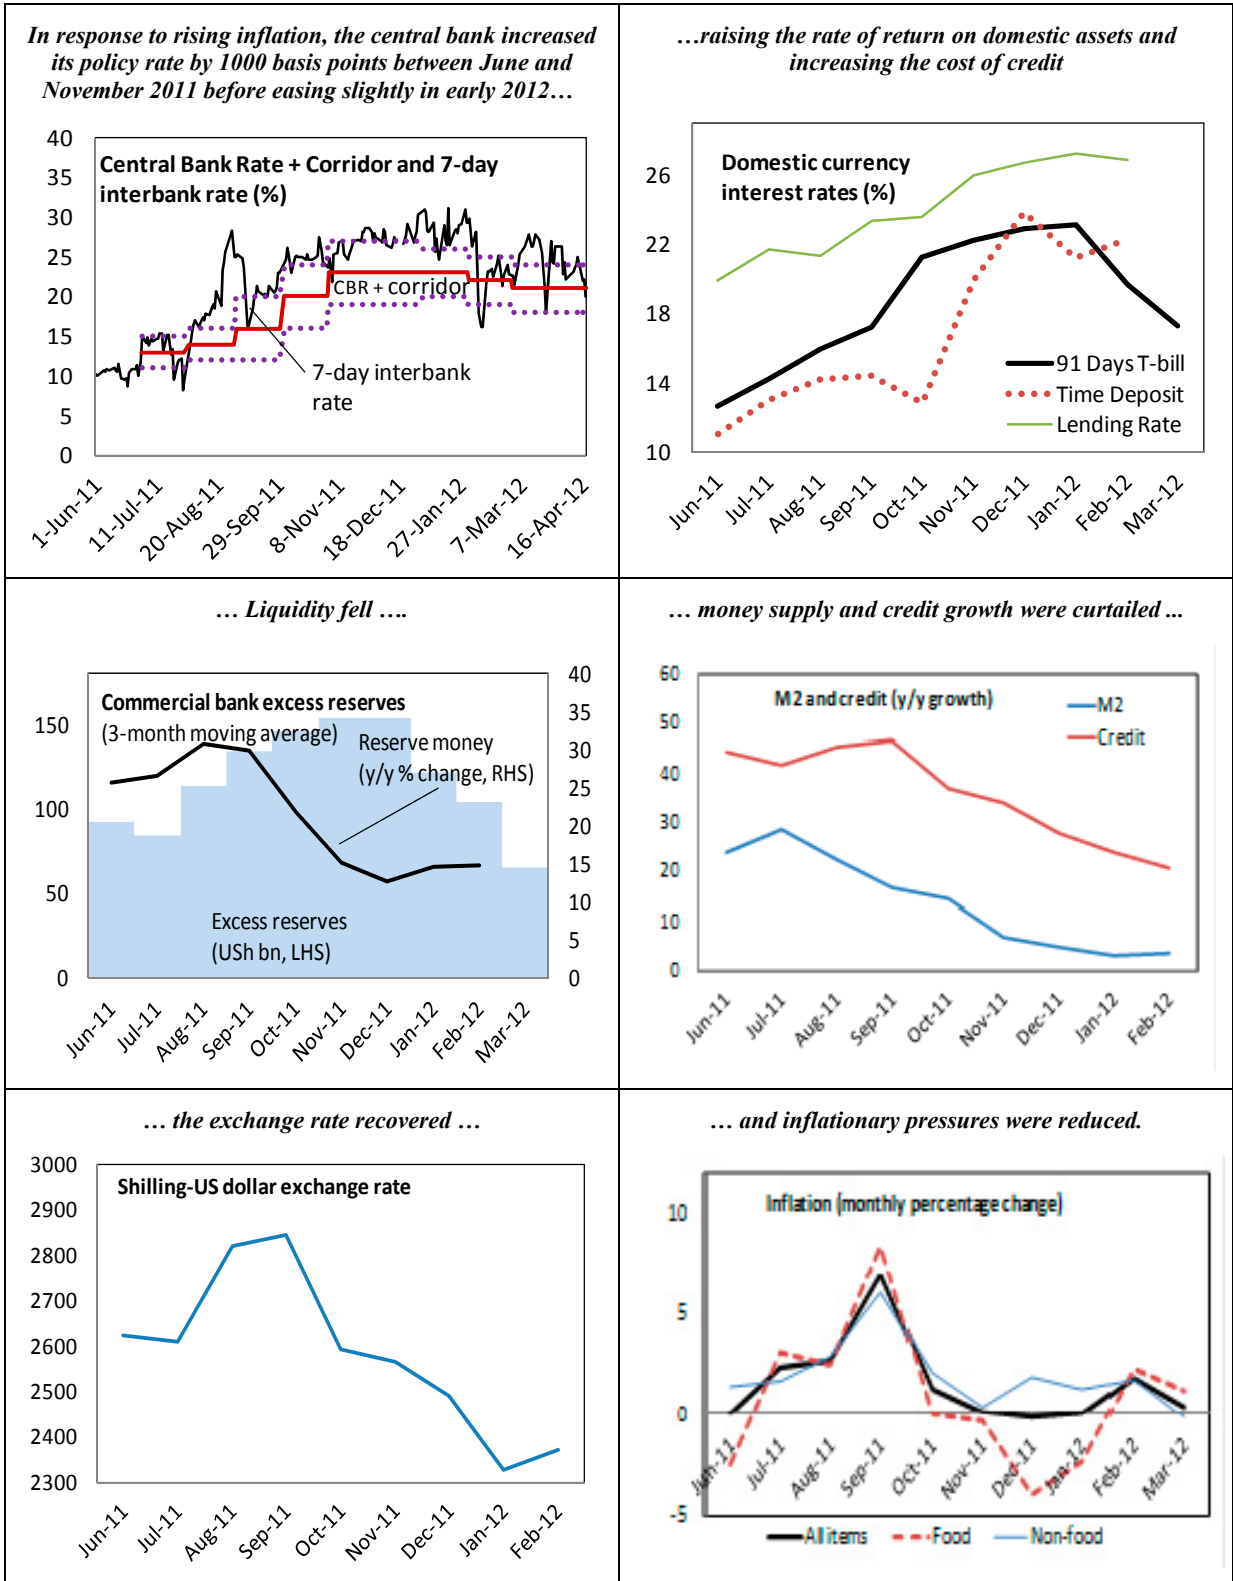 In response to rising inflation, the central bank increased
its policy rate by 1000 basis points between June and
November 2011 before easing slightly in early 2012…
40
35
30
25
20
15
10
5
0
Central Bank Rate + Corridor and 7-day
interbank rate (%)
CBR + corridor
7-day interbank
rate
1-Jun-11
11-Jul-11
20-Aug-11
29-Sep-11
8-Nov-11
18-Dec-11
27-Jan-12
7-Mar-12
16-Apr-12
…raising the rate of return on domestic assets and
increasing the cost of credit
26
22
18
14
10
Domestic currency
interest rates (%)
91 Days T-bill
Time Deposit
Lending Rate
Jun-11
Jul-11
Aug-11
Sep-11
Oct-11
Nov-11
Dec-11
Jan-12
Feb-12
Mar-12
… Liquidity fell ….
150
100
50
0
Commercial bank excess reserves
(3-month moving average)
Reserve money
(y/y % change, RHS)
Excess reserves
(USh bn, LHS)
40
35
30
25
20
15
10
5
0
Jun-11
Jul-11
Aug-11
Sep-11
Oct-11
Nov-11
Dec-11
Jan-12
Feb-12
Mar-12
… money supply and credit growth were curtailed ...
60
50
40
30
20
10
0
M2 and credit (y/y growth)
M2
Credit
Jun-11
Jul-11
Aug-11
Sep-11
Oct-11
Nov-11
Dec-11
Jan-12
Feb-12
… the exchange rate recovered …
3000
2900
2800
2700
2600
2500
2400
2300
Shilling-US dollar exchange rate
Jun-11
Jul-11
Aug-11
Sep-11
Oct-11
Nov-11
Dec-11
Jan-12
Feb-12
… and inflationary pressures were reduced.
10
5
0
-5
Inflation (monthly percentage change)
Jun-11
Jul-11
Aug-11
Sep-11
Oct-11
Nov-11
Dec-11
Jan-12
Feb-12
Mar-12
All items
Food
Non-food